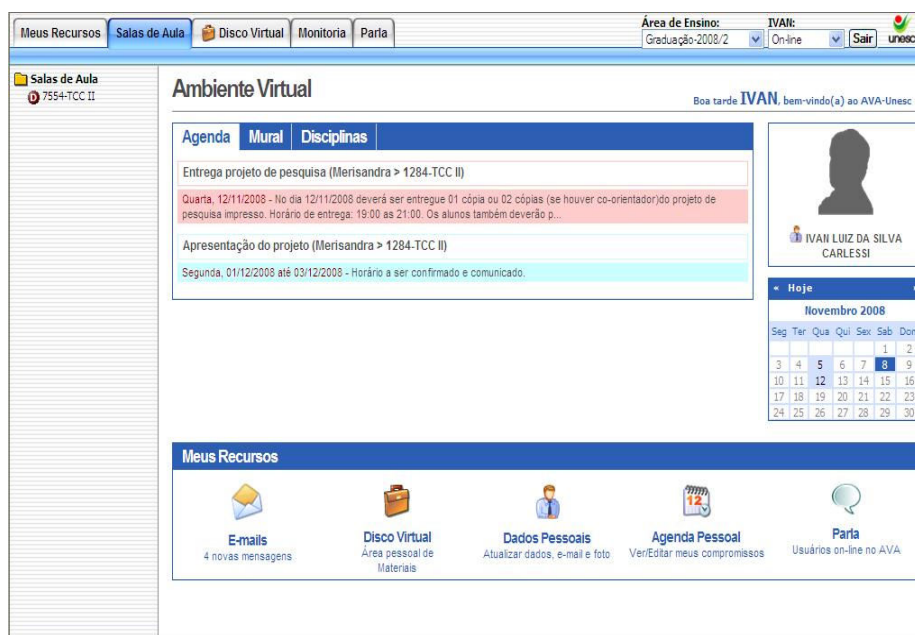 Meus Recursos
Salas de Aula
Disco Virtual
Monitoria
Parla
Área de Ensino:
IVAN:
Graduação-2008/2
On-line
Sair
unesc
Salas de Aula
7554-TCC II
Ambiente Virtual
Boa tarde IVAN, bem-vindo(a) ao AVA-Unesc
Agenda
Mural
Disciplinas
Entrega projeto de pesquisa (Merisandra > 1284-TCC II)
Quarta, 12/11/2008 - No dia 12/11/2008 deverá ser entregue 01 cópia ou 02 cópias (se houver co-orientador)do projeto de
pesquisa impresso. Horário de entrega: 19:00 as 21:00. Os alunos também deverão p...
Apresentação do projeto (Merisandra > 1284-TCC II)
Segunda, 01/12/2008 até 03/12/2008 - Horário a ser confirmado e comunicado.
IVAN LUIZ DA SILVA
CARLESSI
« Hoje
Novembro 2008
Seg Ter Qua Qui Sex Sab Dom
1 2
3 4 5 6 7 8 9
10 11 12 13 14 15 16
17 18 19 20 21 22 23
24 25 26 27 28 29 30
Meus Recursos
E-mails
4 novas mensagens
Disco Virtual
Área pessoal de
Materiais
Dados Pessoais
Atualizar dados, e-mail e foto
12
Agenda Pessoal
Ver/Editar meus compromissos
Parla
Usuários on-line no AVA